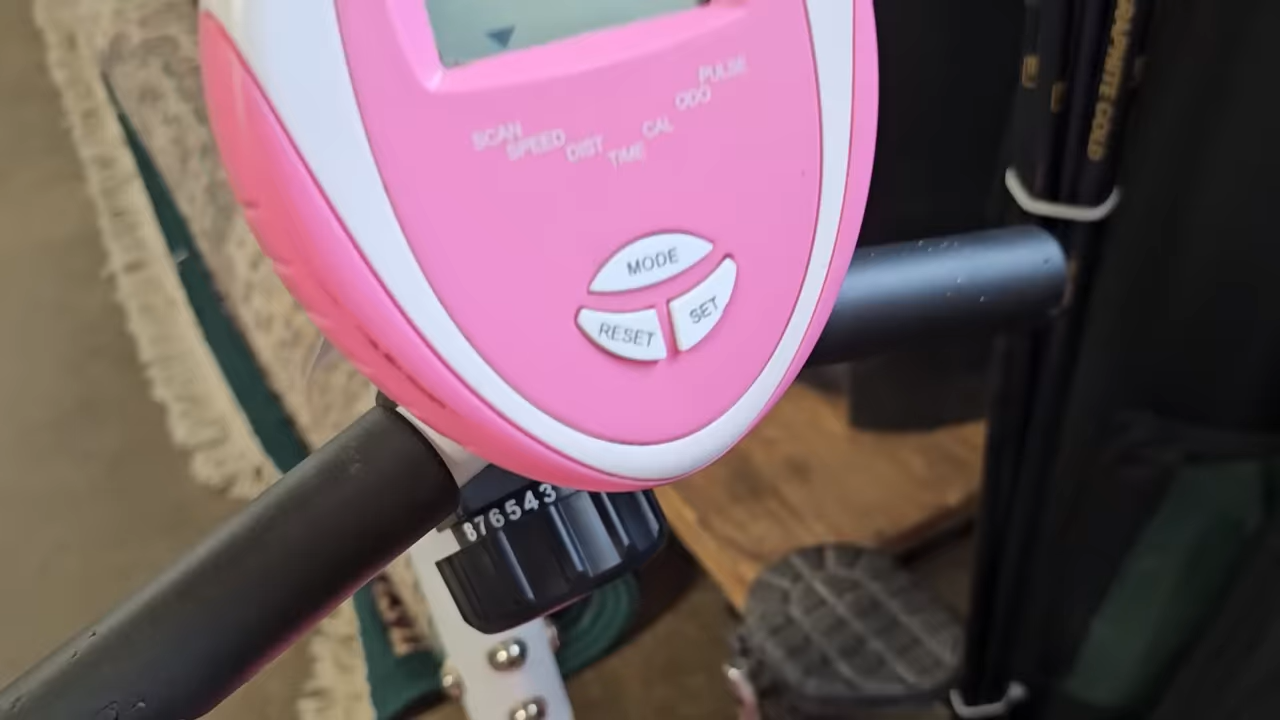 SCAN
SPEED
DIST
TIME
CAL
ODO
PULSE
MODE
RESET
SET
876543